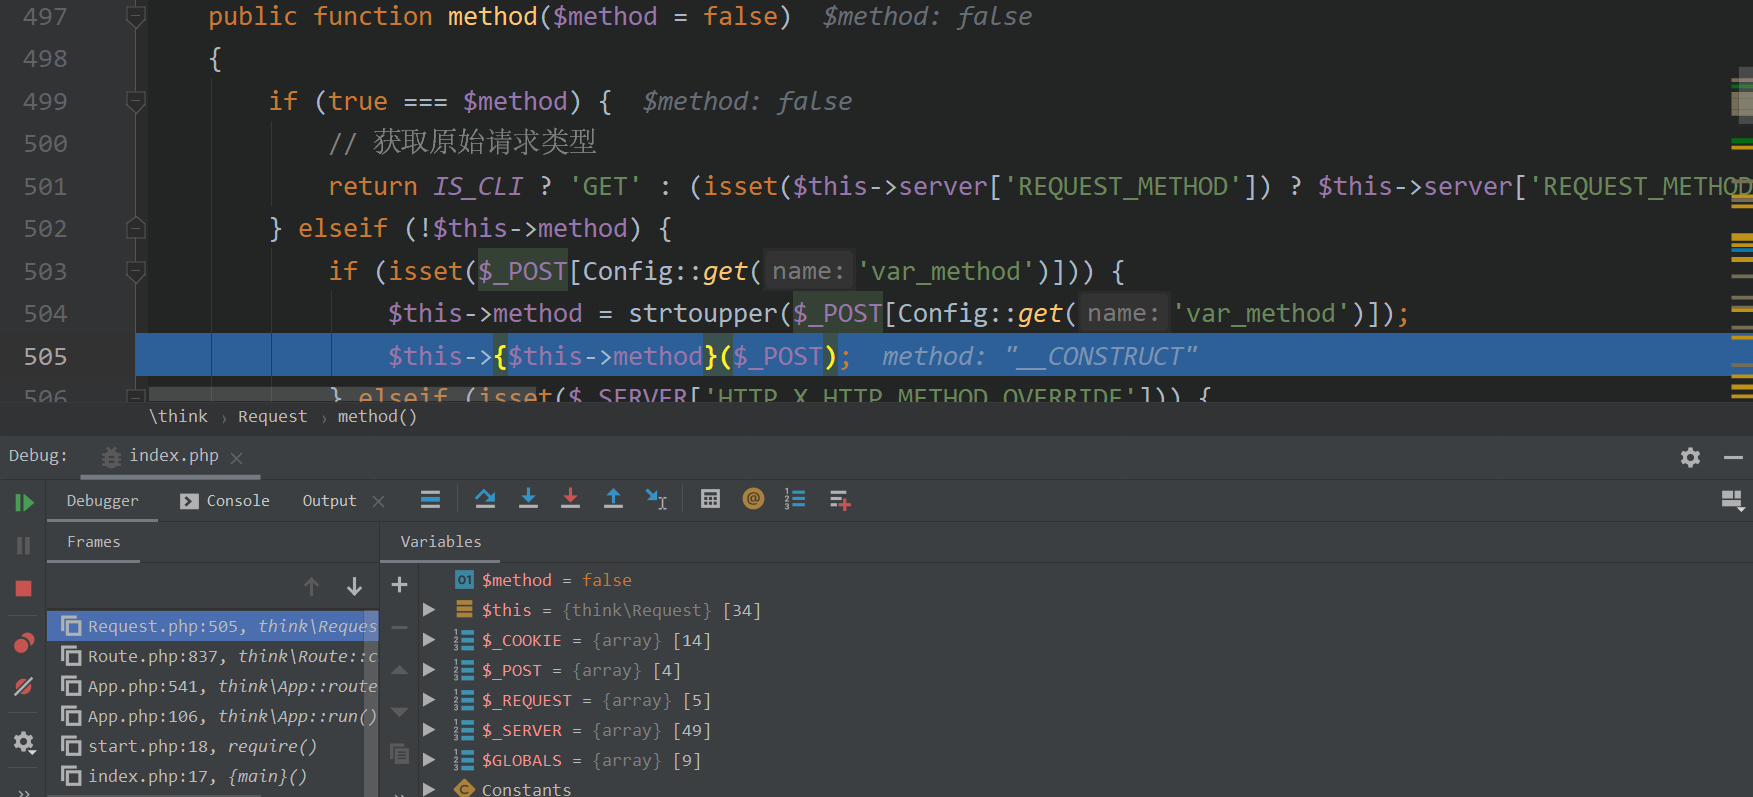 497 public function method($method = false) $method: false
498 {
499 if (true === $method) { $method: false
500 // 获取原始请求类型
501 return IS_CLI ? 'GET' : (isset($this->server['REQUEST_METHOD']) ? $this->server['REQUEST_METHOD
502 } elseif (!$this->method) {
503 if (isset($_POST[Config::get( name: 'var_method')])) {
504 $this->method = strtoupper($_POST[Config::get( name: 'var_method')]);
505 $this->{$this->method}($_POST); method: "__CONSTRUCT"
506 } elseif (isset($_SERVER['HTTP_X_HTTP_METHOD_OVERRIDE'])) {
\think › Request › method()
Debug: index.php
Debugger Console Output
Frames Variables
$method = false
$this = {think\Request} [34]
$_COOKIE = {array} [14]
$_POST = {array} [4]
$_REQUEST = {array} [5]
$_SERVER = {array} [49]
$GLOBALS = {array} [9]
Constants
Request.php:505, think\Reques
Route.php:837, think\Route::c
App.php:541, think\App::route
App.php:106, think\App::run()
start.php:18, require()
index.php:17, {main}()